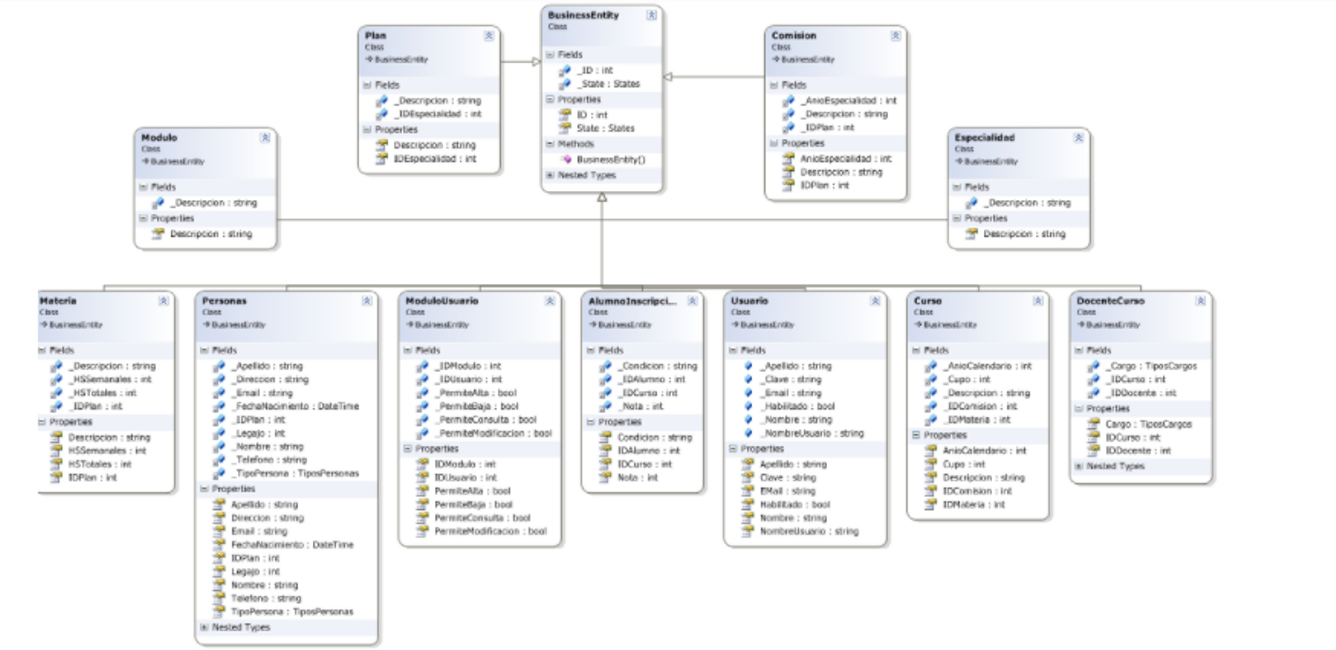 BusinessEntity
Class
Fields
_ID : int
_State : States
Properties
ID : int
State : States
Methods
BusinessEntity()
Nested Types
Plan
Class
BusinessEntity
Fields
_Descripcion : string
_IDEspecialidad : int
Properties
Descripcion : string
IDEspecialidad : int
Comision
Class
BusinessEntity
Fields
_AnioEspecialidad : int
_Descripcion : string
_IDPlan : int
Properties
AnioEspecialidad : int
Descripcion : string
IDPlan : int
Modulo
Class
BusinessEntity
Fields
_Descripcion : string
Properties
Descripcion : string
Especialidad
Class
BusinessEntity
Fields
_Descripcion : string
Properties
Descripcion : string
Materia
Class
BusinessEntity
Fields
_Descripcion : string
_HSSemanales : int
_HSTotales : int
_IDPlan : int
Properties
Descripcion : string
HSSemanales : int
HSTotales : int
IDPlan : int
Personas
Class
BusinessEntity
Fields
_Apellido : string
_Direccion : string
_Email : string
_FechaNacimiento : DateTime
_IDPlan : int
_Legajo : int
_Nombre : string
_Telefono : string
_TipoPersona : TiposPersonas
Properties
Apellido : string
Direccion : string
Email : string
FechaNacimiento : DateTime
IDPlan : int
Legajo : int
Nombre : string
Telefono : string
TipoPersona : TiposPersonas
Nested Types
ModuloUsuario
Class
BusinessEntity
Fields
_IDModulo : int
_IDUsuario : int
_PermiteAlta : bool
_PermiteBaja : bool
_PermiteConsulta : bool
_PermiteModificacion : bool
Properties
IDModulo : int
IDUsuario : int
PermiteAlta : bool
PermiteBaja : bool
PermiteConsulta : bool
PermiteModificacion : bool
AlumnoInscripci...
Class
BusinessEntity
Fields
_Condicion : string
_IDAlumno : int
_IDCurso : int
_Nota : int
Properties
Condicion : string
IDAlumno : int
IDCurso : int
Nota : int
Usuario
Class
BusinessEntity
Fields
_Apellido : string
_Clave : string
_Email : string
_Habilitado : bool
_Nombre : string
_NombreUsuario : string
Properties
Apellido : string
Clave : string
EMail : string
Habilitado : bool
Nombre : string
NombreUsuario : string
Curso
Class
BusinessEntity
Fields
_AnioCalendario : int
_Cupo : int
_Descripcion : string
_IDComision : int
_IDMateria : int
Properties
AnioCalendario : int
Cupo : int
Descripcion : string
IDComision : int
IDMateria : int
DocenteCurso
Class
BusinessEntity
Fields
_Cargo : TiposCargos
_IDCurso : int
_IDDocente : int
Properties
Cargo : TiposCargos
IDCurso : int
IDDocente : int
Nested Types